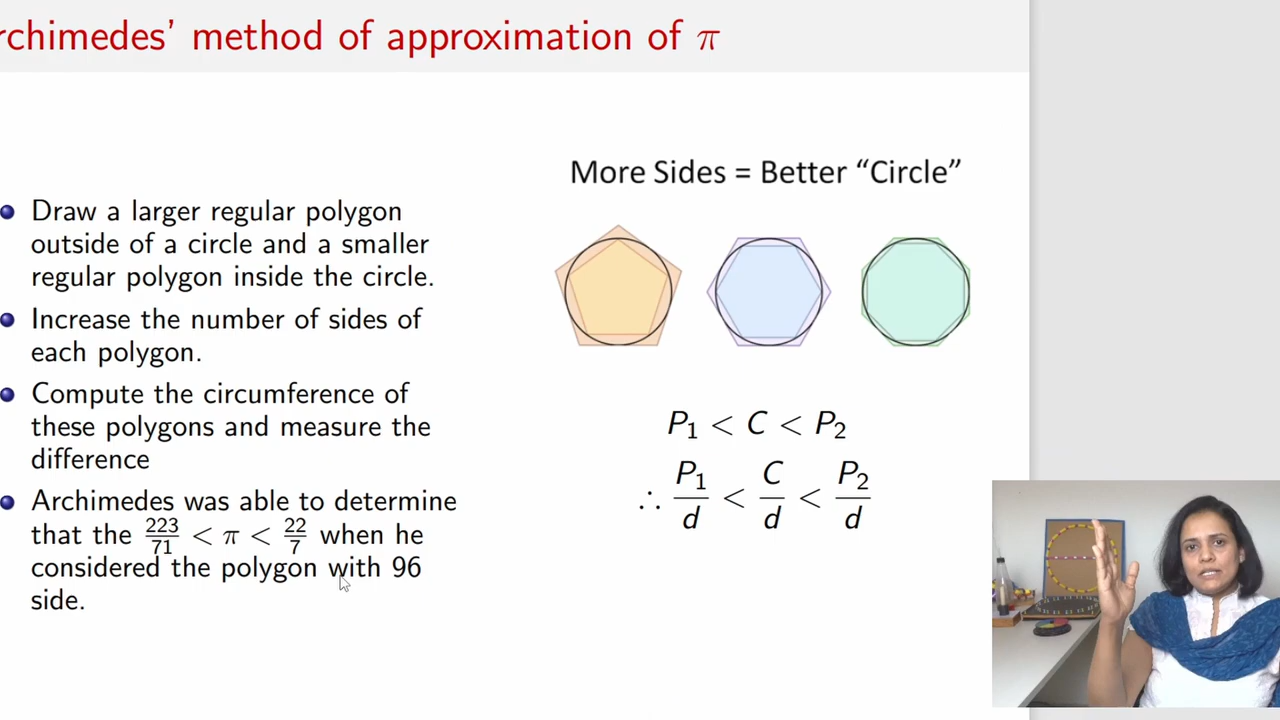 rchimedes' method of approximation of π
More Sides = Better “Circle”
Draw a larger regular polygon
outside of a circle and a smaller
regular polygon inside the circle.
Increase the number of sides of
each polygon.
Compute the circumference of
these polygons and measure the
difference
Archimedes was able to determine
that the 223/71 < π < 22/7 when he
considered the polygon with 96
side.
P₁ < C < P₂
∴ P₁/d < C/d < P₂/d